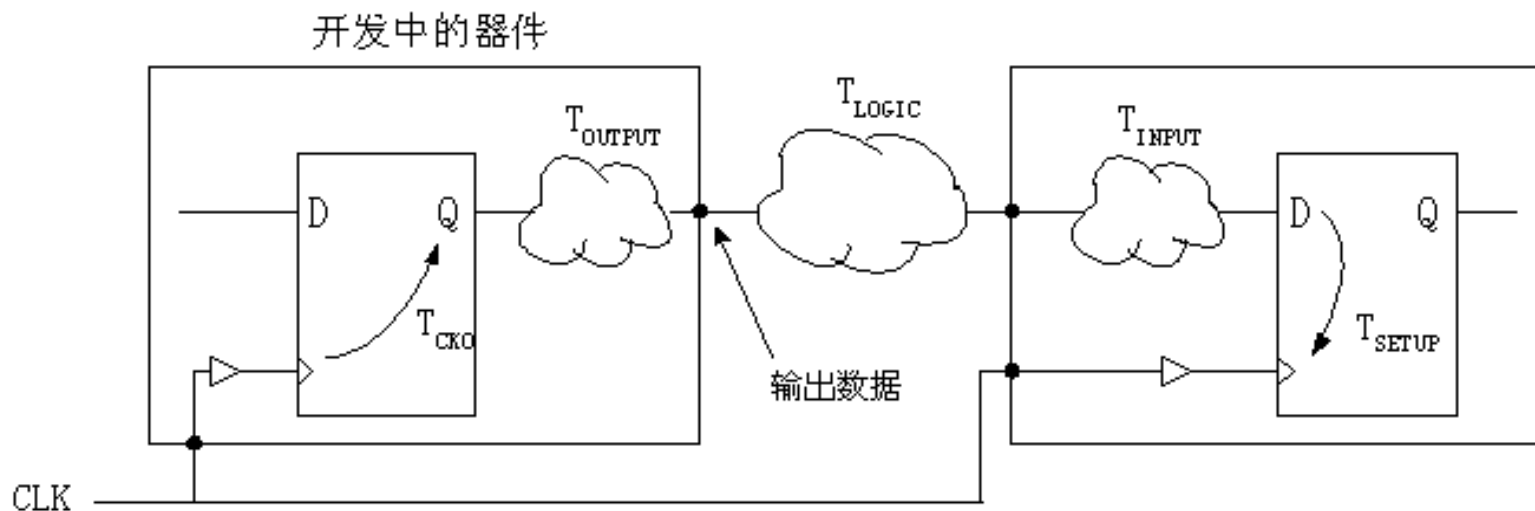 开发中的器件
T_OUTPUT
T_LOGIC
T_INPUT
D
Q
D
Q
T_CKO
T_SETUP
输出数据
CLK